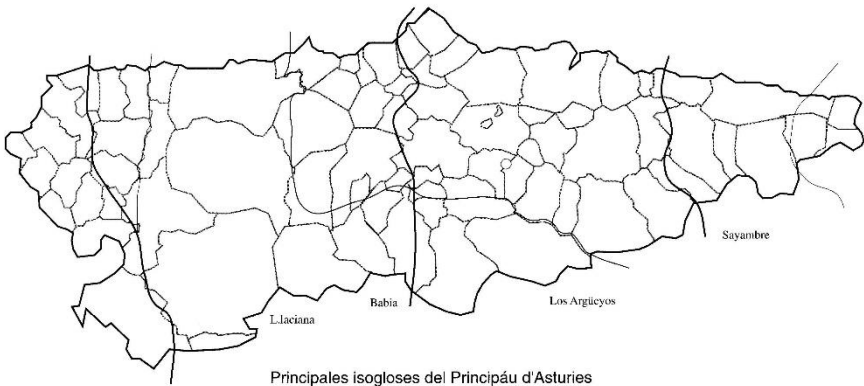 Sayambre
Los Argüeyos
Babia
L.laciana
Principales isogloses del Principáu d'Asturies